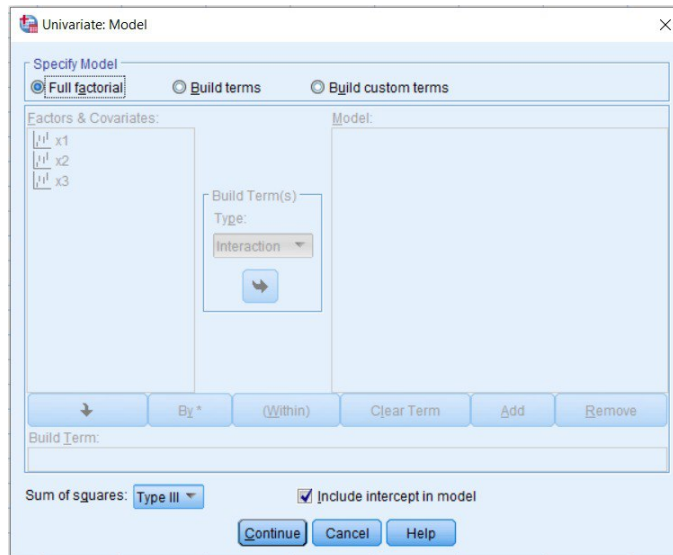 Univariate: Model
Specify Model
Full factorial
Build terms
Build custom terms
Factors & Covariates:
x1
x2
x3
Build Term(s)
Type:
Interaction
Model:
By *
(Within)
Clear Term
Add
Remove
Build Term:
Sum of squares: Type III
Include intercept in model
Continue
Cancel
Help